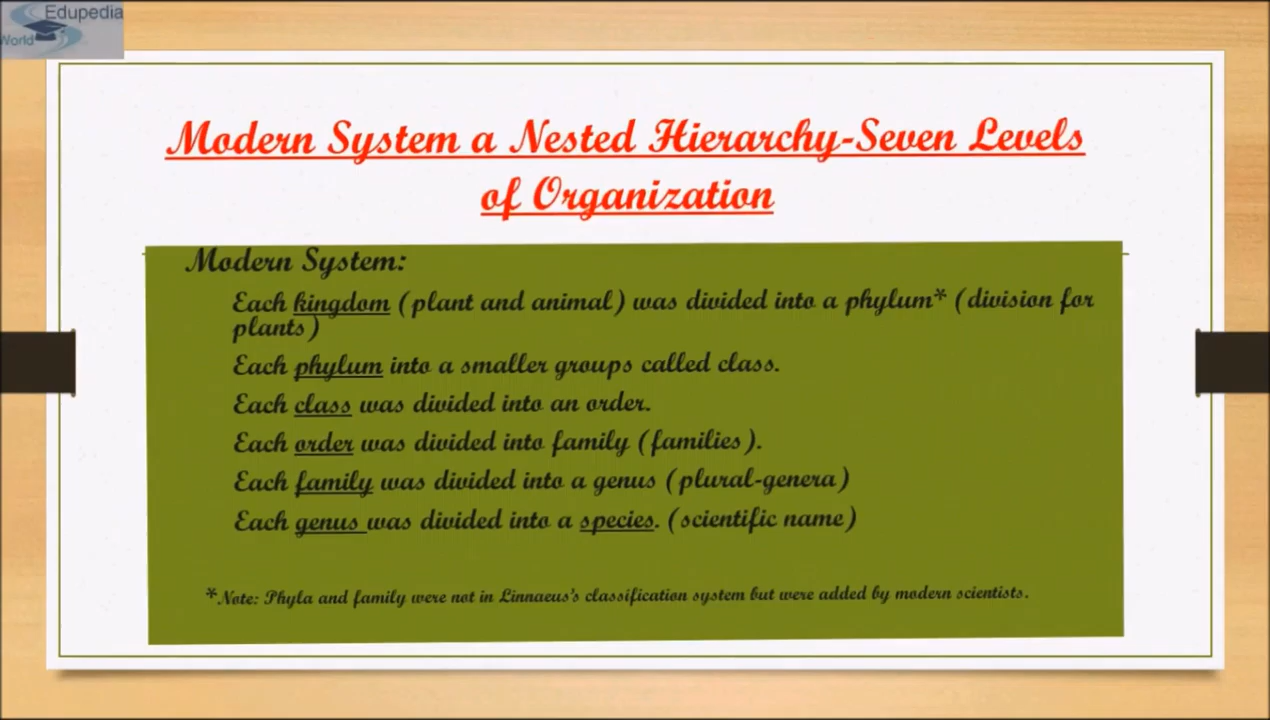 Edupedia
World
Modern System a Nested Hierarchy-Seven Levels
of Organization
Modern System:
Each kingdom (plant and animal) was divided into a phylum* (division for
plants)
Each phylum into a smaller groups called class.
Each class was divided into an order.
Each order was divided into family (families).
Each family was divided into a genus (plural-genera)
Each genus was divided into a species. (scientific name)
*Note: Phyla and family were not in Linnaeus's classification system but were added by modern scientists.